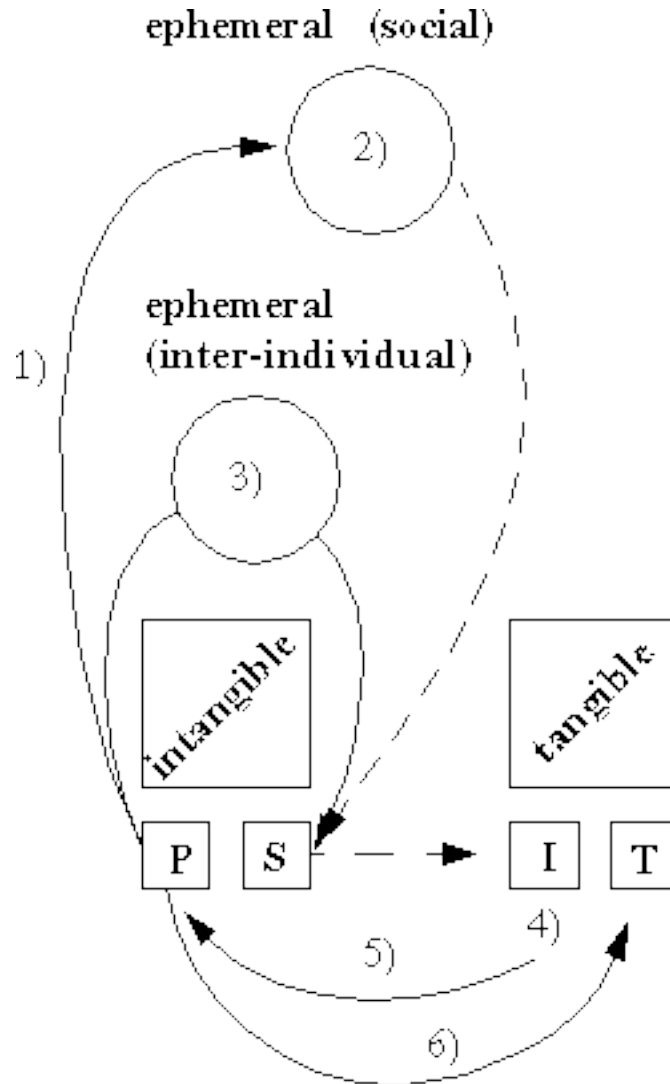 ephemeral (social)
2)
ephemeral
(inter-individual)
1)
3)
intangible
tangible
P S I T
4)
5)
6)